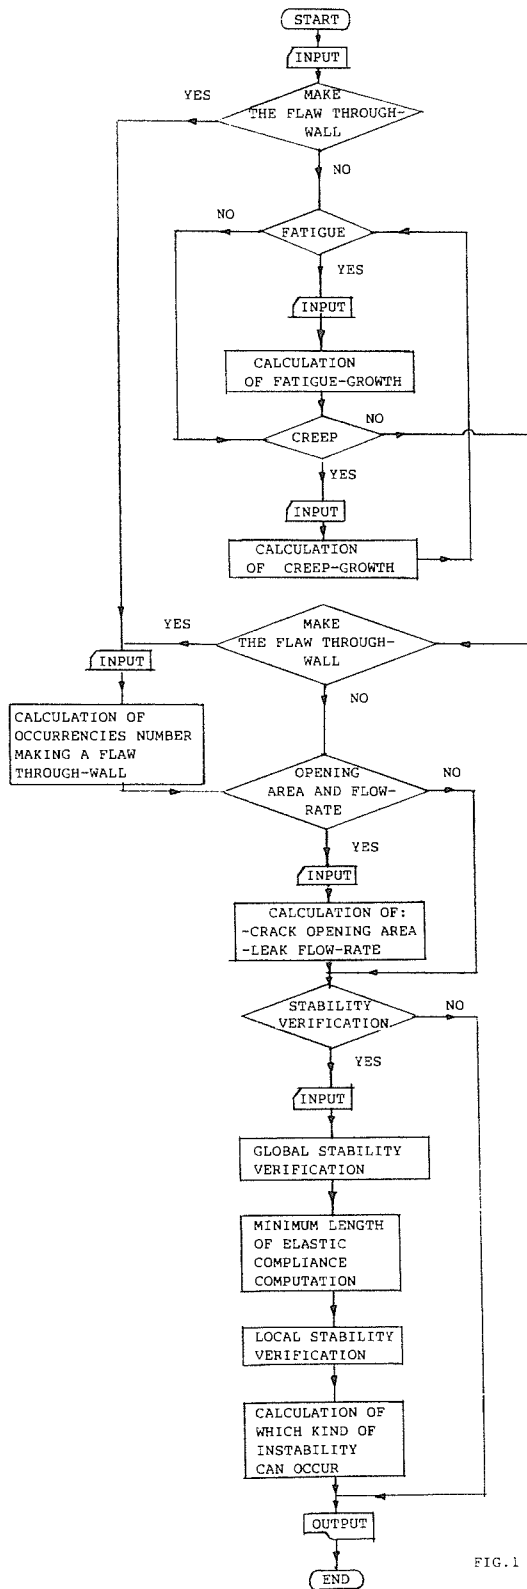 START
INPUT
MAKE
THE FLAW THROUGH-
WALL
YES
NO
NO
FATIGUE
YES
INPUT
CALCULATION
OF FATIGUE-GROWTH
NO
CREEP
YES
INPUT
CALCULATION
OF CREEP-GROWTH
YES
MAKE
THE FLAW THROUGH-
WALL
INPUT
NO
CALCULATION OF
OCCURRENCIES NUMBER
MAKING A FLAW
THROUGH-WALL
OPENING
AREA AND FLOW-
RATE
NO
YES
INPUT
CALCULATION OF:
-CRACK OPENING AREA
-LEAK FLOW-RATE
STABILITY
VERIFICATION
NO
YES
INPUT
GLOBAL STABILITY
VERIFICATION
MINIMUM LENGTH
OF ELASTIC
COMPLIANCE
COMPUTATION
LOCAL STABILITY
VERIFICATION
CALCULATION OF
WHICH KIND OF
INSTABILITY
CAN OCCUR
OUTPUT
END
FIG.1